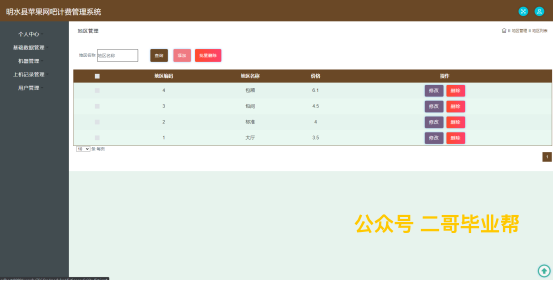 明水县苹果网吧计费管理系统
个人中心
基础数据管理
机器管理
上机记录管理
用户管理
地区管理
地区管理 地区列表
地区名称 地区名称 查询 添加 批量删除
地区编码 地区名称 价格 操作
4 包厢 6.1 修改 删除
3 包间 4.5 修改 删除
2 标准 4 修改 删除
1 大厅 3.5 修改 删除
10 条 每页
1
公众号 二哥毕业帮